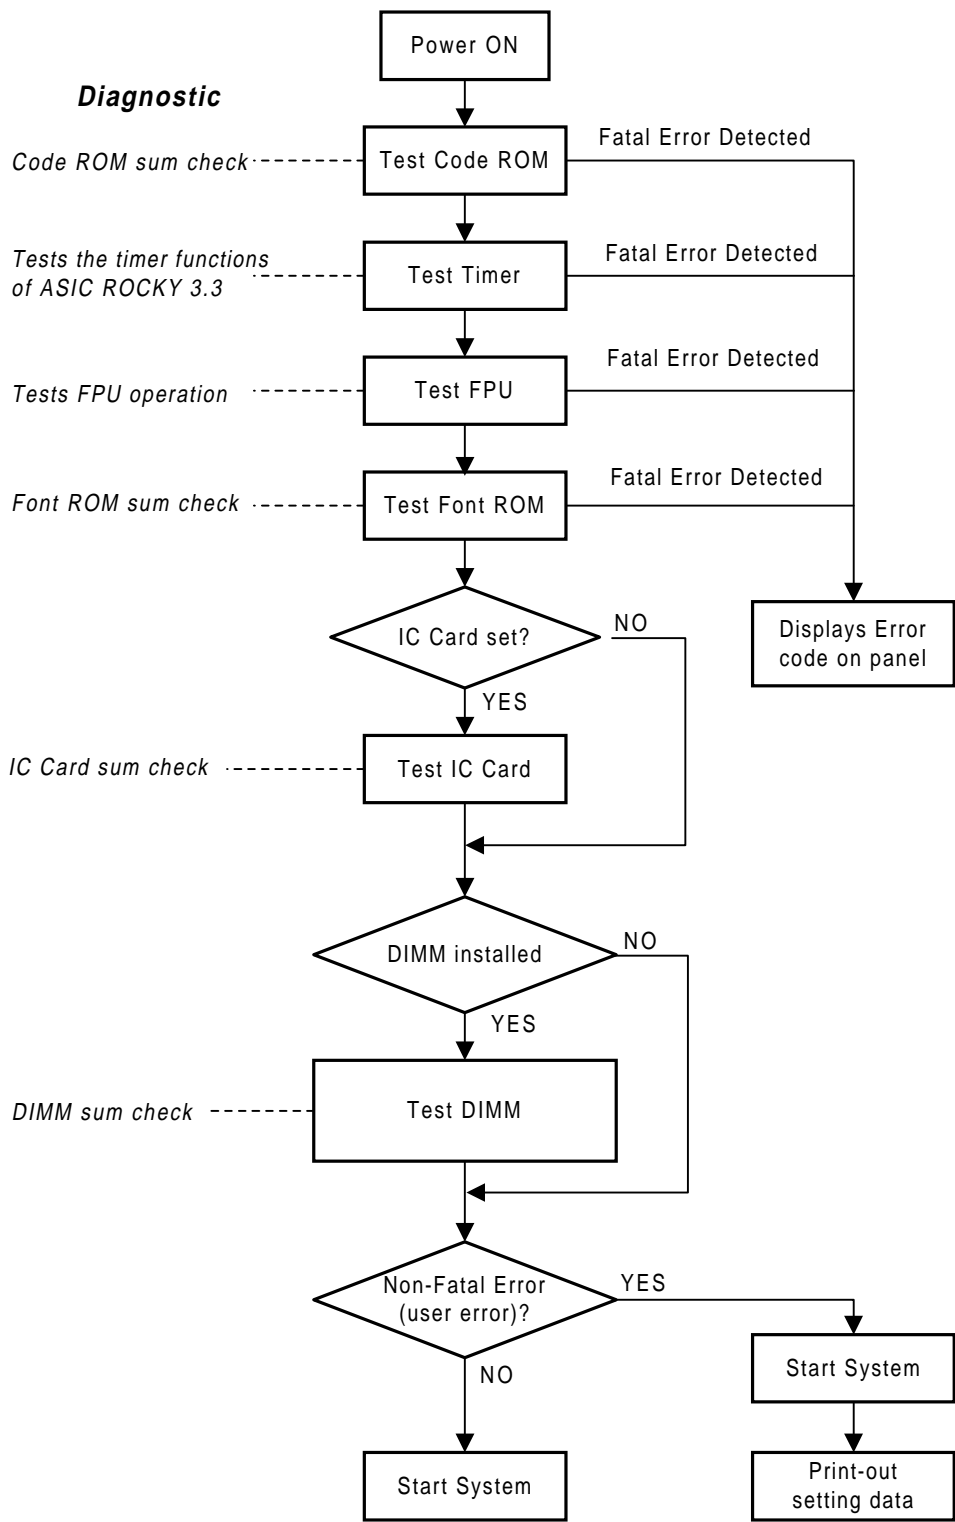 Power ON
Diagnostic
Code ROM sum check
Test Code ROM
Fatal Error Detected
Tests the timer functions
of ASIC ROCKY 3.3
Test Timer
Fatal Error Detected
Tests FPU operation
Test FPU
Fatal Error Detected
Font ROM sum check
Test Font ROM
Fatal Error Detected
IC Card set?
NO
Displays Error
code on panel
YES
IC Card sum check
Test IC Card
DIMM installed
NO
YES
DIMM sum check
Test DIMM
Non-Fatal Error
(user error)?
YES
NO
Start System
Start System
Print-out
setting data